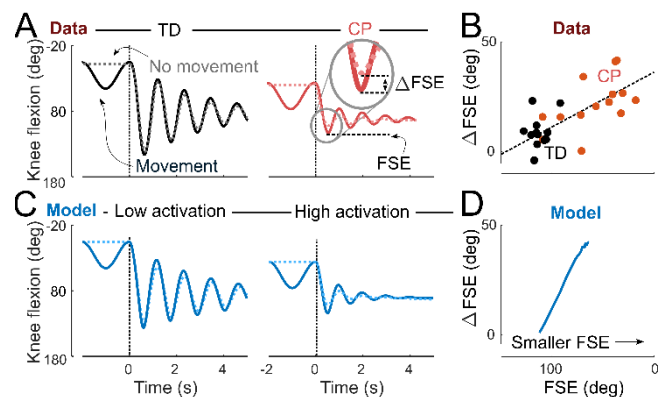 A Data TD CP
-20
80
180
Knee flexion (deg)
No movement
Movement
ΔFSE
FSE
B Data
50
0
ΔFSE (deg)
CP
TD
C Model - Low activation High activation
-20
80
180
Knee flexion (deg)
0 2 4
Time (s)
-2 0 2 4
Time (s)
D Model
50
0
ΔFSE (deg)
Smaller FSE
100 0
FSE (deg)